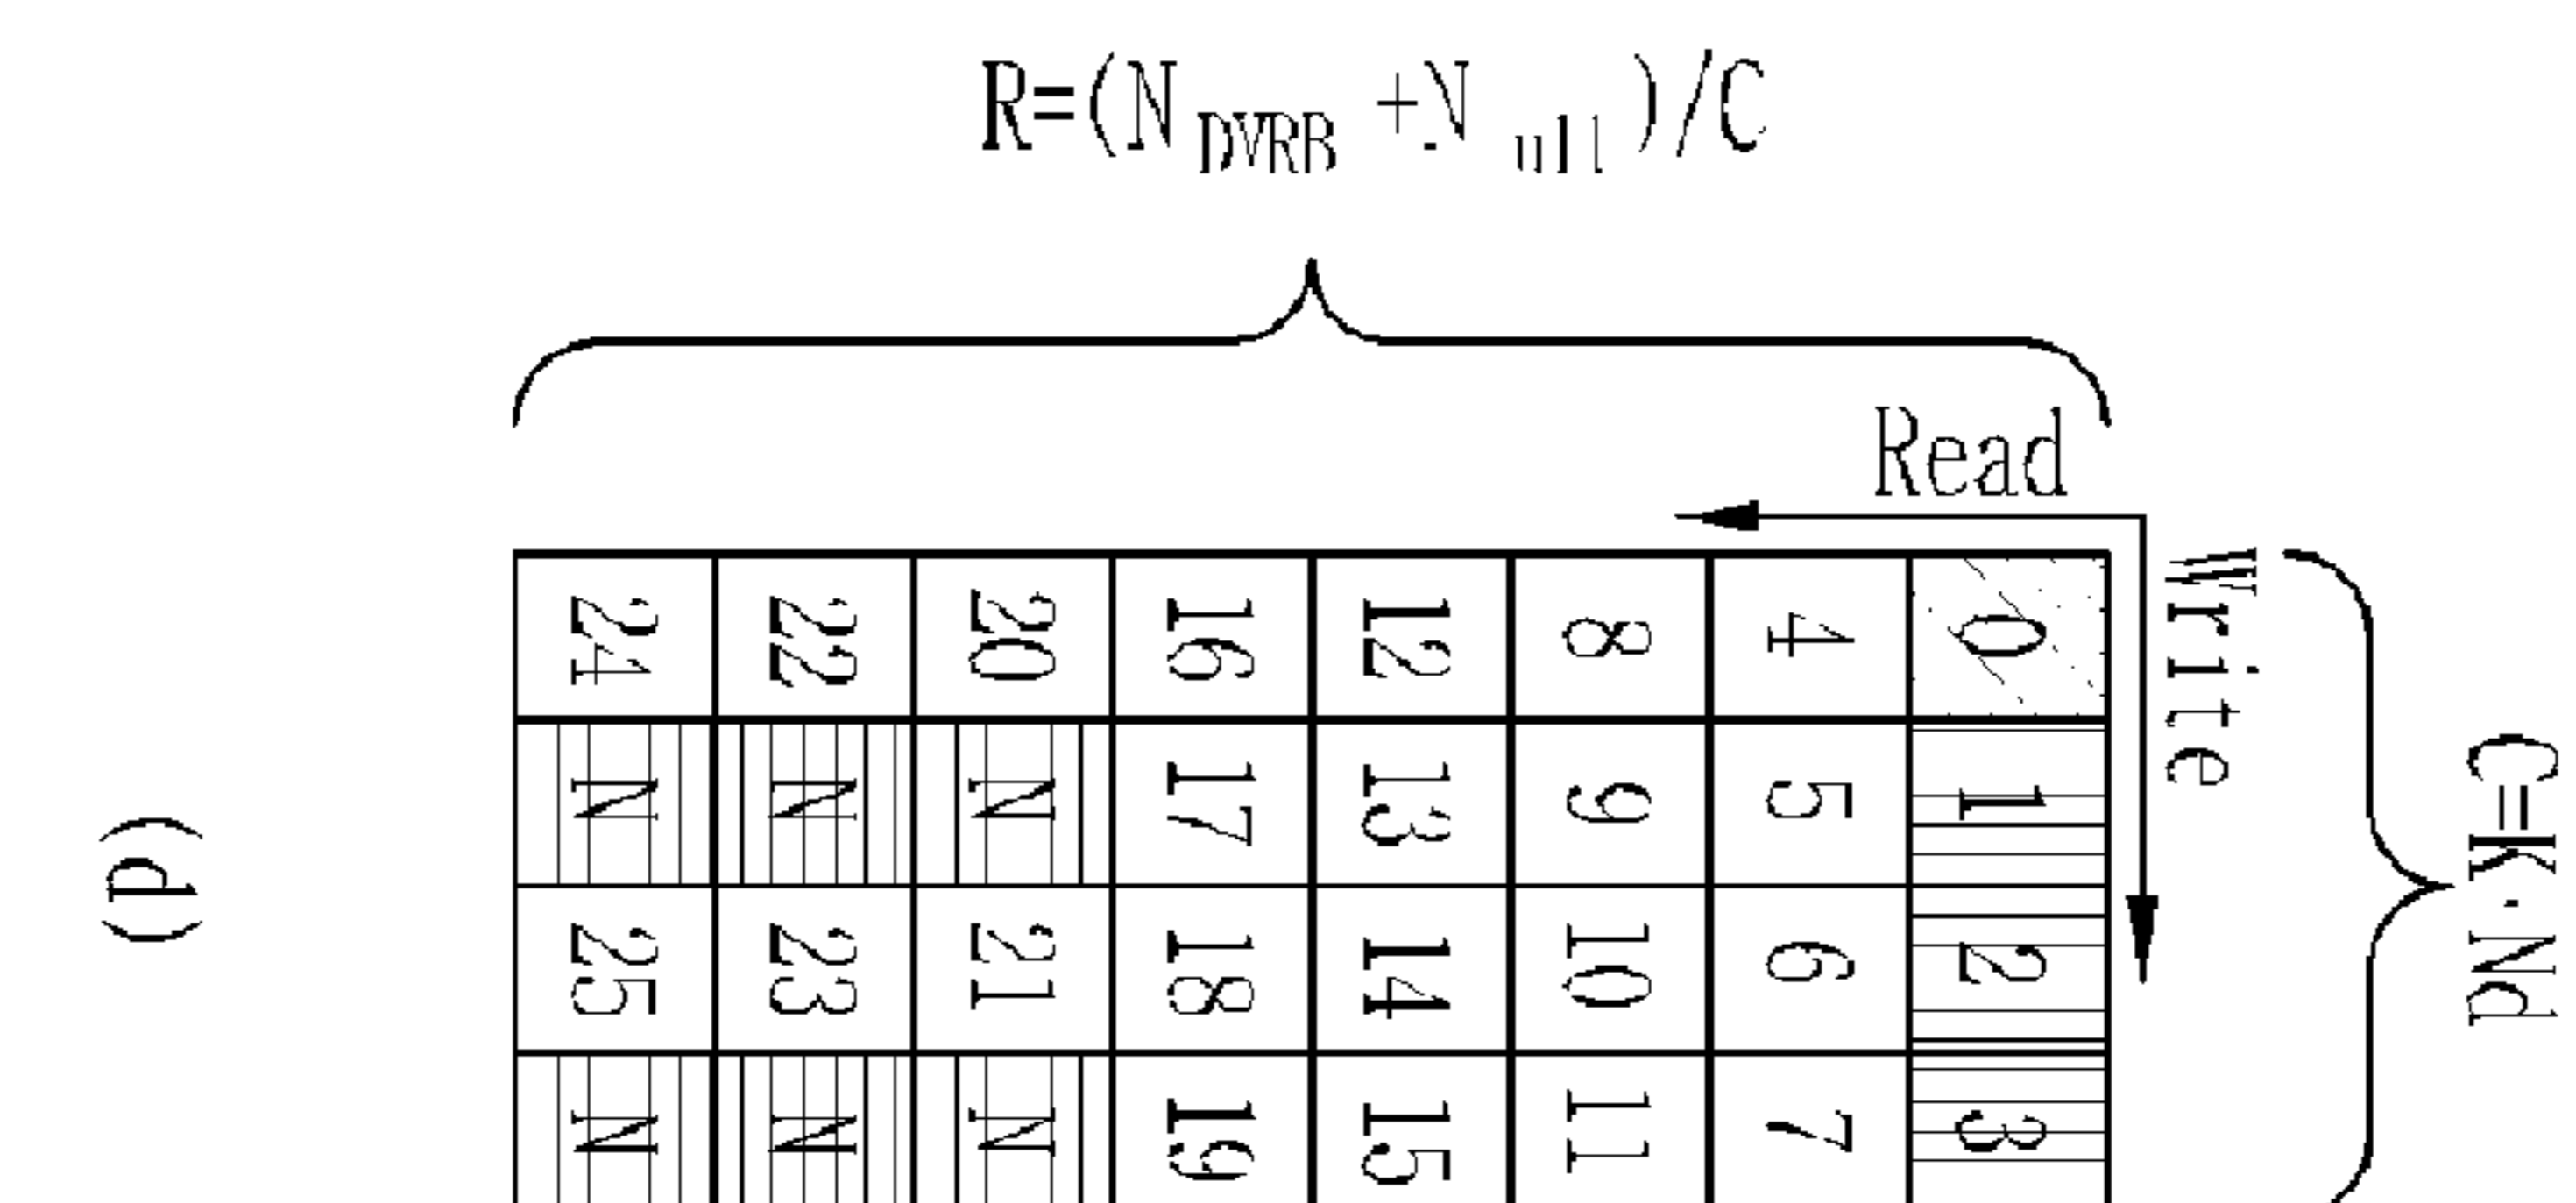 R=(N DVRB +N ull)/C
Read
Write
C=K·Nd
0 1 2 3
4 5 6 7
8 9 10 11
12 13 14 15
16 17 18 19
20 N 21 N
22 N 23 N
24 N 25 N
(d)